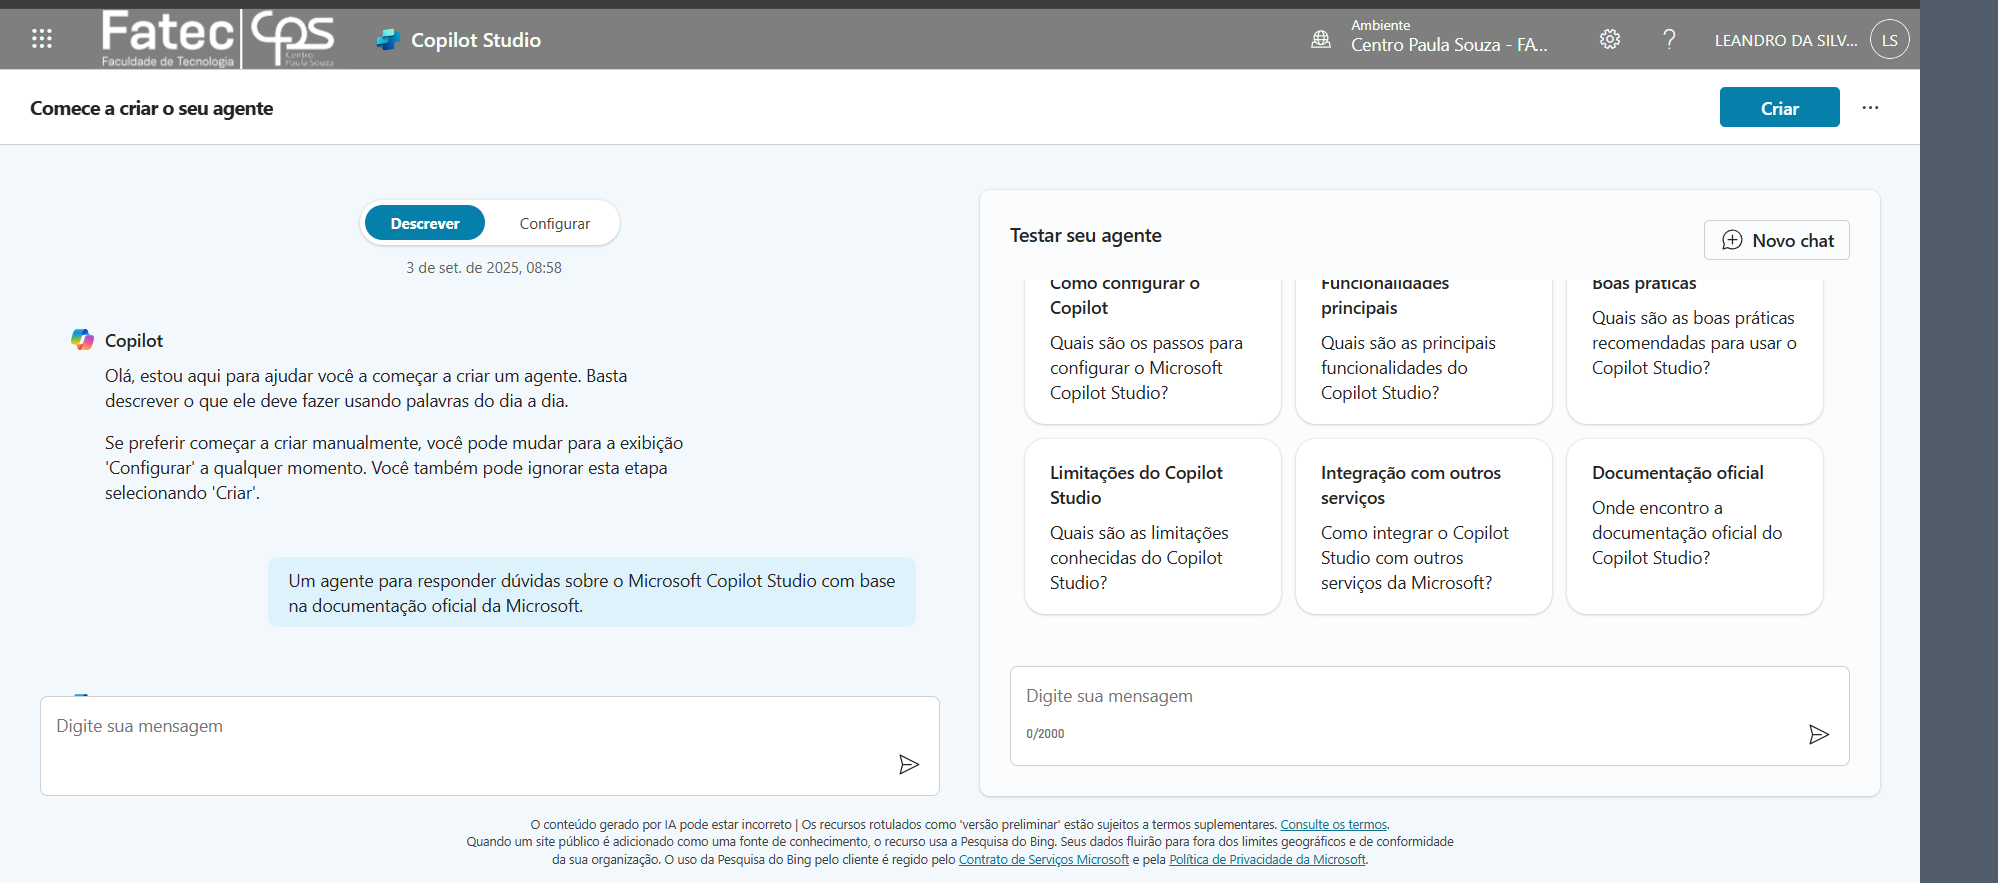 Fatec
Faculdade de Tecnologia
CPS
Centro
Paula Souza
Copilot Studio
Ambiente
Centro Paula Souza - FA...
LEANDRO DA SILV...
LS
Comece a criar o seu agente
Criar
Descrever
Configurar
3 de set. de 2025, 08:58
Copilot
Olá, estou aqui para ajudar você a começar a criar um agente. Basta
descrever o que ele deve fazer usando palavras do dia a dia.
Se preferir começar a criar manualmente, você pode mudar para a exibição
'Configurar' a qualquer momento. Você também pode ignorar esta etapa
selecionando 'Criar'.
Um agente para responder dúvidas sobre o Microsoft Copilot Studio com base
na documentação oficial da Microsoft.
Digite sua mensagem
Testar seu agente
Novo chat
Como configurar o
Copilot
Quais são os passos para
configurar o Microsoft
Copilot Studio?
Funcionalidades
principais
Quais são as principais
funcionalidades do
Copilot Studio?
Boas práticas
Quais são as boas práticas
recomendadas para usar o
Copilot Studio?
Limitações do Copilot
Studio
Quais são as limitações
conhecidas do Copilot
Studio?
Integração com outros
serviços
Como integrar o Copilot
Studio com outros
serviços da Microsoft?
Documentação oficial
Onde encontro a
documentação oficial do
Copilot Studio?
Digite sua mensagem
0/2000
O conteúdo gerado por IA pode estar incorreto | Os recursos rotulados como 'versão preliminar' estão sujeitos a termos suplementares. Consulte os termos.
Quando um site público é adicionado como uma fonte de conhecimento, o recurso usa a Pesquisa do Bing. Seus dados fluirão para fora dos limites geográficos e de conformidade
da sua organização. O uso da Pesquisa do Bing pelo cliente é regido pelo Contrato de Serviços Microsoft e pela Política de Privacidade da Microsoft.